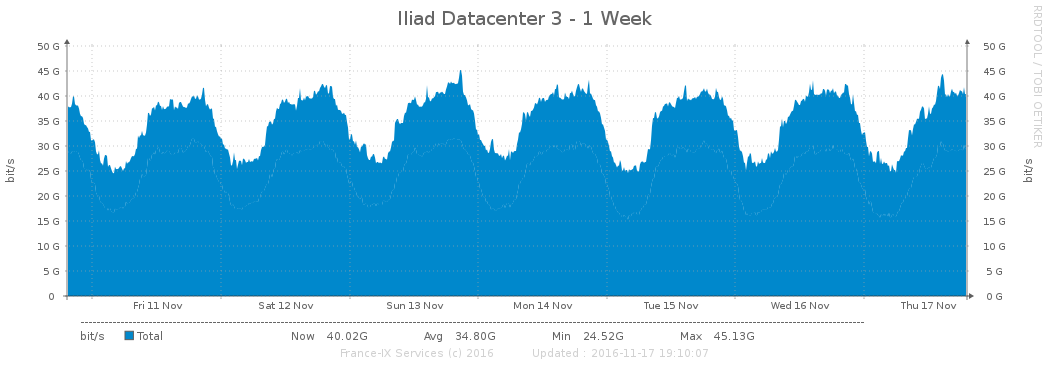 Iliad Datacenter 3 - 1 Week
RRDTOOL / TOBI OETIKER
50 G 50 G
45 G 45 G
40 G 40 G
35 G 35 G
30 G 30 G
25 G 25 G
20 G 20 G
15 G 15 G
10 G 10 G
5 G 5 G
0 0 G
bit/s bit/s
Fri 11 Nov Sat 12 Nov Sun 13 Nov Mon 14 Nov Tue 15 Nov Wed 16 Nov Thu 17 Nov
bit/s Total Now 40.02G Avg 34.80G Min 24.52G Max 45.13G
France-IX Services (c) 2016 Updated : 2016-11-17 19:10:07